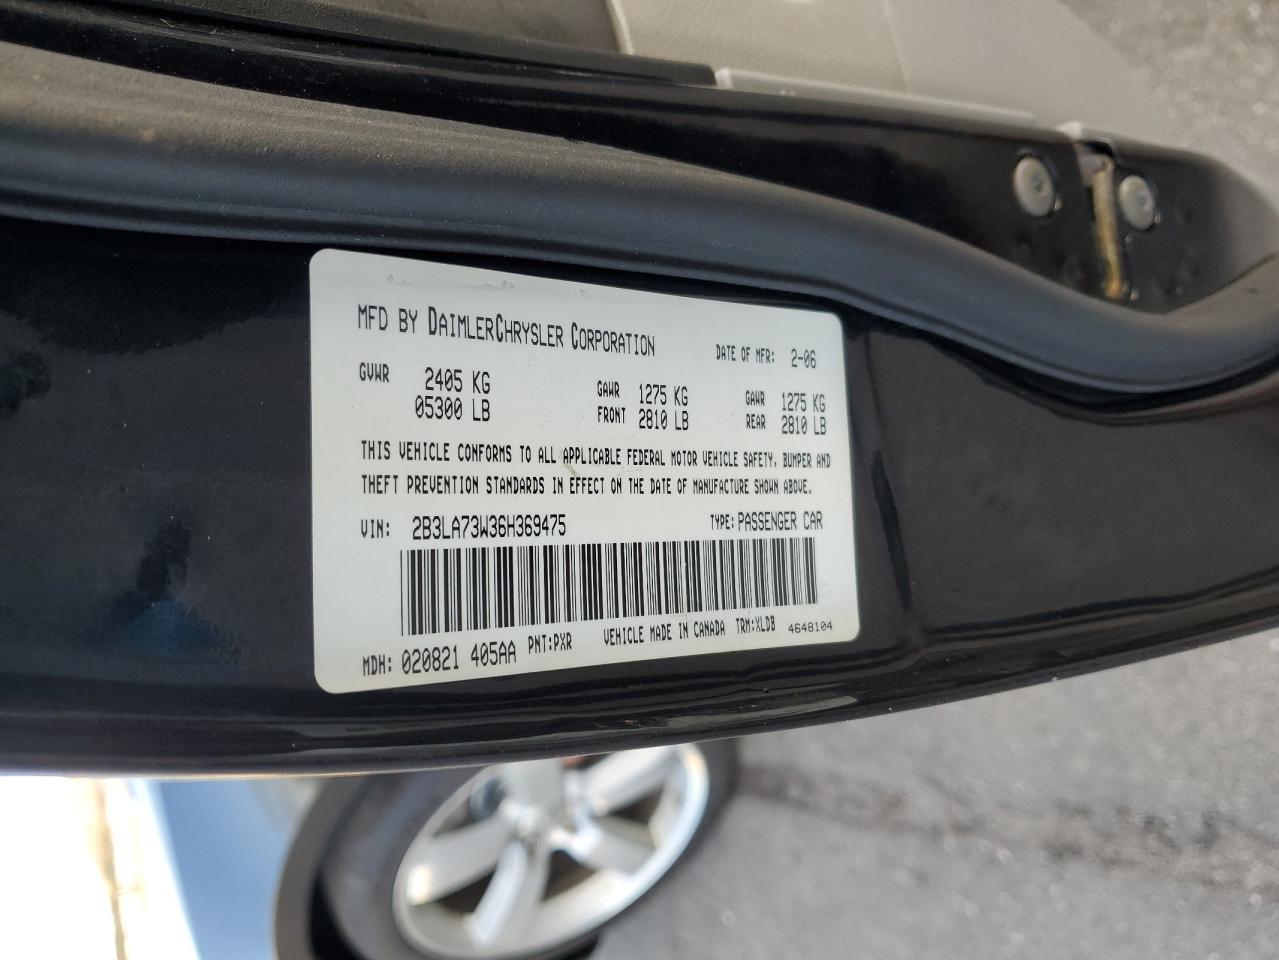 MFD BY DAIMLERCHRYSLER CORPORATION DATE OF MFR: 2-06
GVWR 2405 KG GAWR 1275 KG GAWR 1275 KG
05300 LB FRONT 2810 LB REAR 2810 LB
THIS VEHICLE CONFORMS TO ALL APPLICABLE FEDERAL MOTOR VEHICLE SAFETY, BUMPER AND
THEFT PREVENTION STANDARDS IN EFFECT ON THE DATE OF MANUFACTURE SHOWN ABOVE.
VIN: 2B3LA73W36H369475 TYPE: PASSENGER CAR
MDH: 020821 405AA PNT:PXR VEHICLE MADE IN CANADA TRM:XLDB 4648104